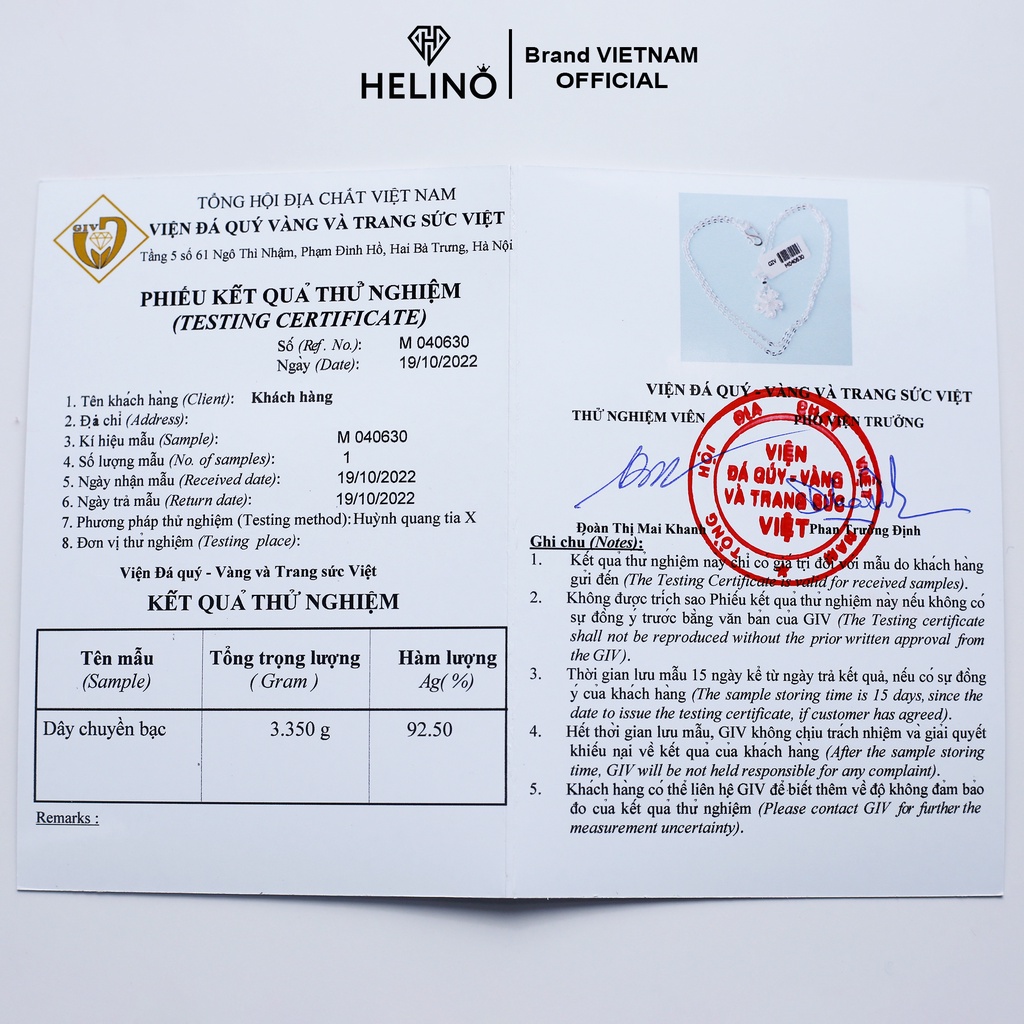 HELINO
Brand VIETNAM
OFFICIAL
GIV
TỔNG HỘI ĐỊA CHẤT VIỆT NAM
VIỆN ĐÁ QUÝ VÀNG VÀ TRANG SỨC VIỆT
Tầng 5 số 61 Ngô Thì Nhậm, Phạm Đình Hổ, Hai Bà Trưng, Hà Nội
PHIẾU KẾT QUẢ THỬ NGHIỆM
(TESTING CERTIFICATE)
Số (Ref. No.): M 040630
Ngày (Date): 19/10/2022
1. Tên khách hàng (Client): Khách hàng
2. Địa chỉ (Address):
3. Kí hiệu mẫu (Sample): M 040630
4. Số lượng mẫu (No. of samples): 1
5. Ngày nhận mẫu (Received date): 19/10/2022
6. Ngày trả mẫu (Return date): 19/10/2022
7. Phương pháp thử nghiệm (Testing method): Huỳnh quang tia X
8. Đơn vị thử nghiệm (Testing place):
Viện Đá quý - Vàng và Trang sức Việt
KẾT QUẢ THỬ NGHIỆM
Tên mẫu Tổng trọng lượng Hàm lượng
(Sample) ( Gram ) Ag( %)
Dây chuyền bạc 3.350 g 92.50
Remarks :
GIV
M040630
VIỆN ĐÁ QUÝ - VÀNG VÀ TRANG SỨC VIỆT
THỬ NGHIỆM VIÊN PHÓ VIỆN TRƯỞNG
TỔNG HỘI ĐỊA CHẤT VIỆT NAM
VIỆN
ĐÁ QUÝ - VÀNG
VÀ TRANG SỨC
VIỆT
Đoàn Thị Mai Khanh Phan Trường Định
Ghi chú (Notes):
1. Kết quả thử nghiệm này chỉ có giá trị đối với mẫu do khách hàng
gửi đến (The Testing Certificate is valid for received samples).
2. Không được trích sao Phiếu kết quả thử nghiệm này nếu không có
sự đồng ý trước bằng văn bản của GIV (The Testing certificate
shall not be reproduced without the prior written approval from
the GIV).
3. Thời gian lưu mẫu 15 ngày kể từ ngày trả kết quả, nếu có sự đồng
ý của khách hàng (The sample storing time is 15 days, since the
date to issue the testing certificate, if customer has agreed).
4. Hết thời gian lưu mẫu, GIV không chịu trách nhiệm và giải quyết
khiếu nại về kết quả của khách hàng (After the sample storing
time, GIV will be not held responsible for any complaint).
5. Khách hàng có thể liên hệ GIV để biết thêm về độ không đảm bảo
đo của kết quả thử nghiệm (Please contact GIV for further the
measurement uncertainty).